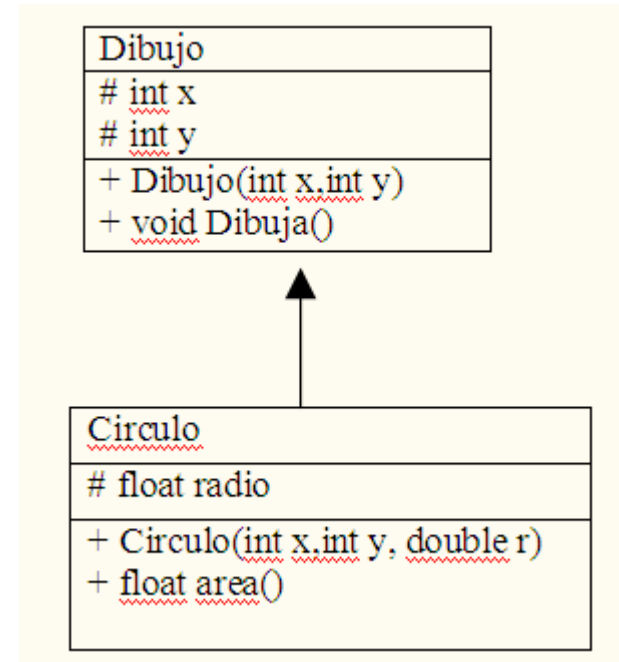 Dibujo
# int x
# int y
+ Dibujo(int x,int y)
+ void Dibuja()
Circulo
# float radio
+ Circulo(int x,int y, double r)
+ float area()